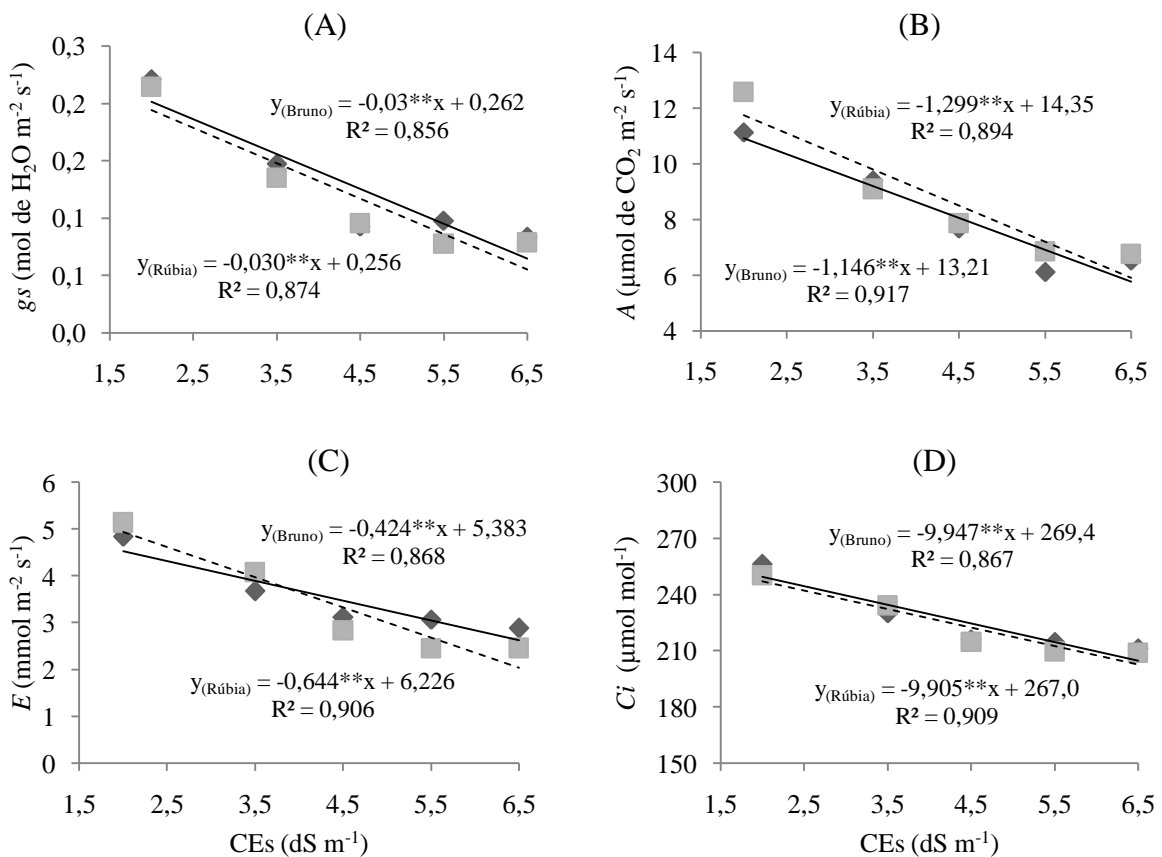 (A)
gs (mol de H₂O m⁻² s⁻¹)
0,3
0,2
0,2
0,1
0,1
0,0
y(Bruno) = -0,03**x + 0,262
R² = 0,856
y(Rúbia) = -0,030**x + 0,256
R² = 0,874
1,5 2,5 3,5 4,5 5,5 6,5
(B)
A (µmol de CO₂ m⁻² s⁻¹)
14
12
10
8
6
4
y(Rúbia) = -1,299**x + 14,35
R² = 0,894
y(Bruno) = -1,146**x + 13,21
R² = 0,917
1,5 2,5 3,5 4,5 5,5 6,5
(C)
E (mmol m⁻² s⁻¹)
6
5
4
3
2
1
0
y(Bruno) = -0,424**x + 5,383
R² = 0,868
y(Rúbia) = -0,644**x + 6,226
R² = 0,906
1,5 2,5 3,5 4,5 5,5 6,5
CEs (dS m⁻¹)
(D)
Ci (µmol mol⁻¹)
300
270
240
210
180
150
y(Bruno) = -9,947**x + 269,4
R² = 0,867
y(Rúbia) = -9,905**x + 267,0
R² = 0,909
1,5 2,5 3,5 4,5 5,5 6,5
CEs (dS m⁻¹)